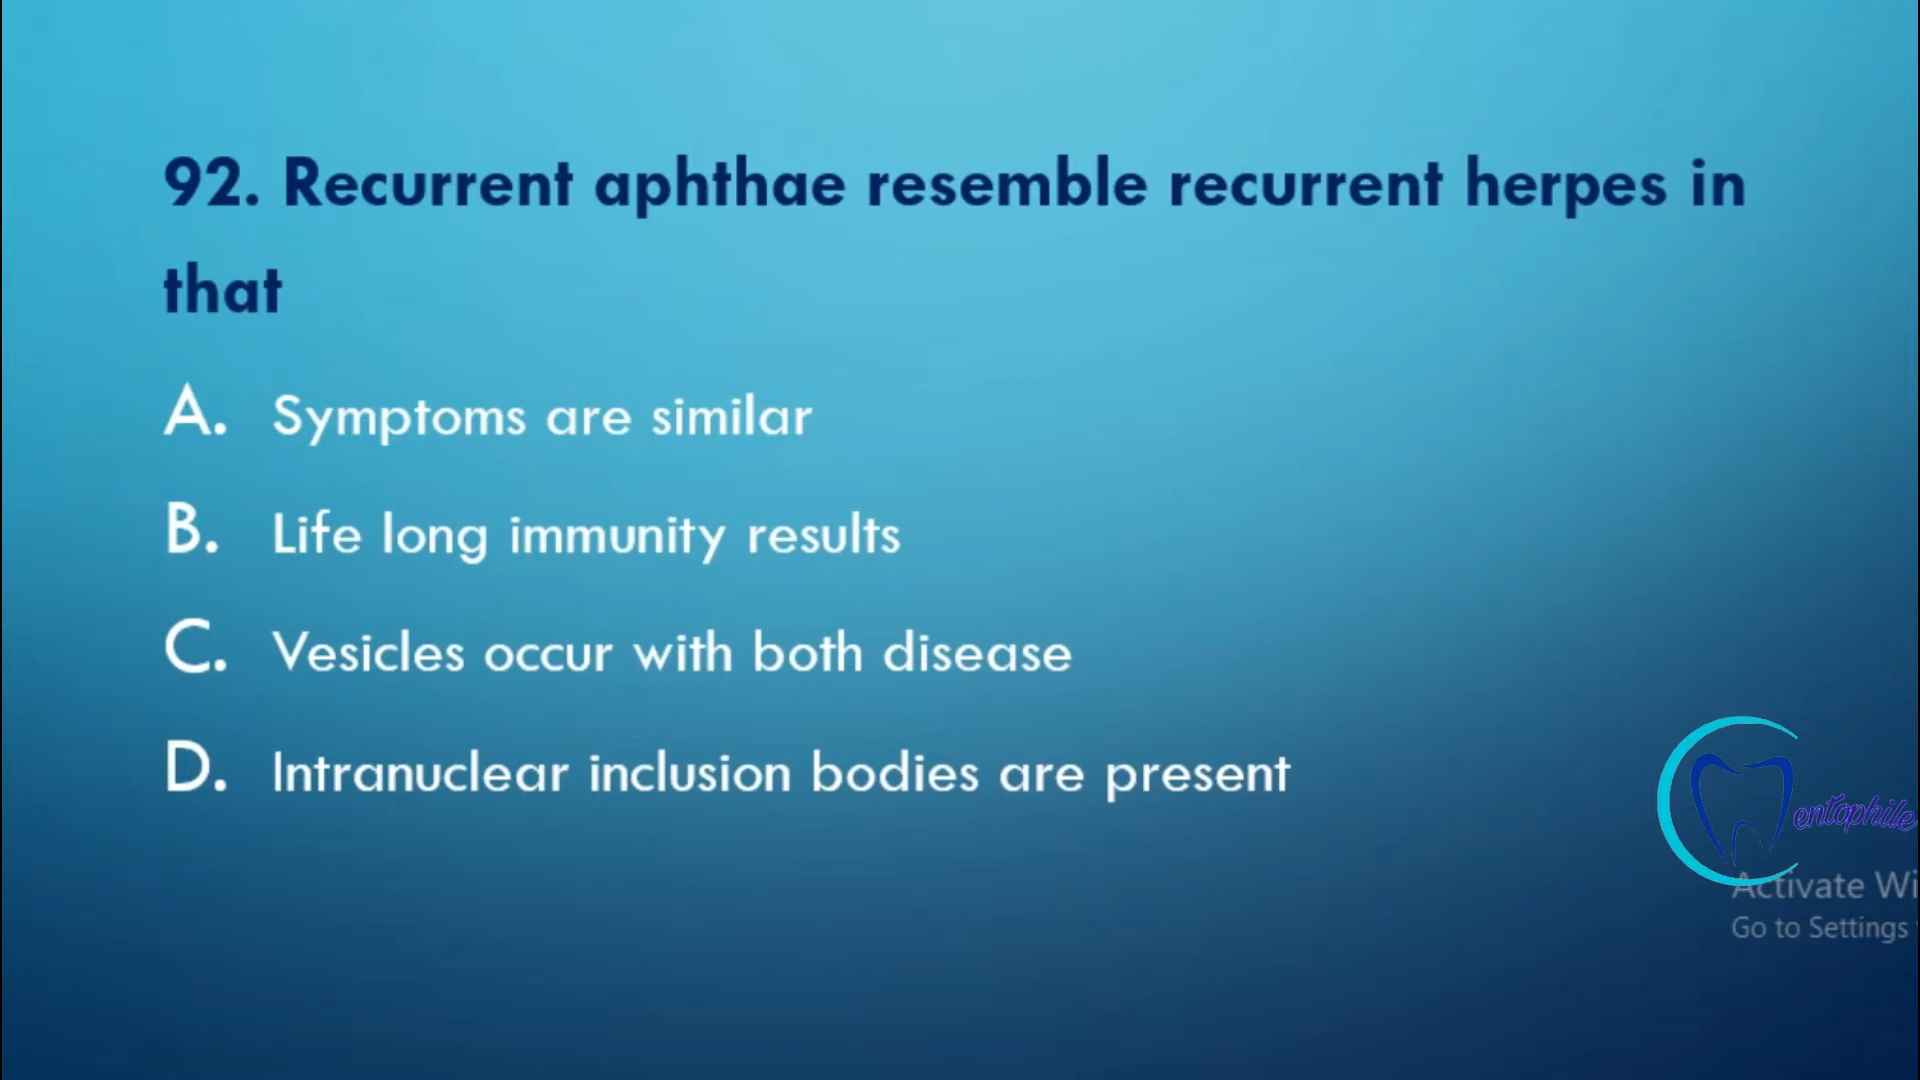 92. Recurrent aphthae resemble recurrent herpes in
that
A. Symptoms are similar
B. Life long immunity results
C. Vesicles occur with both disease
D. Intranuclear inclusion bodies are present
entophile
Activate Wi
Go to Settings